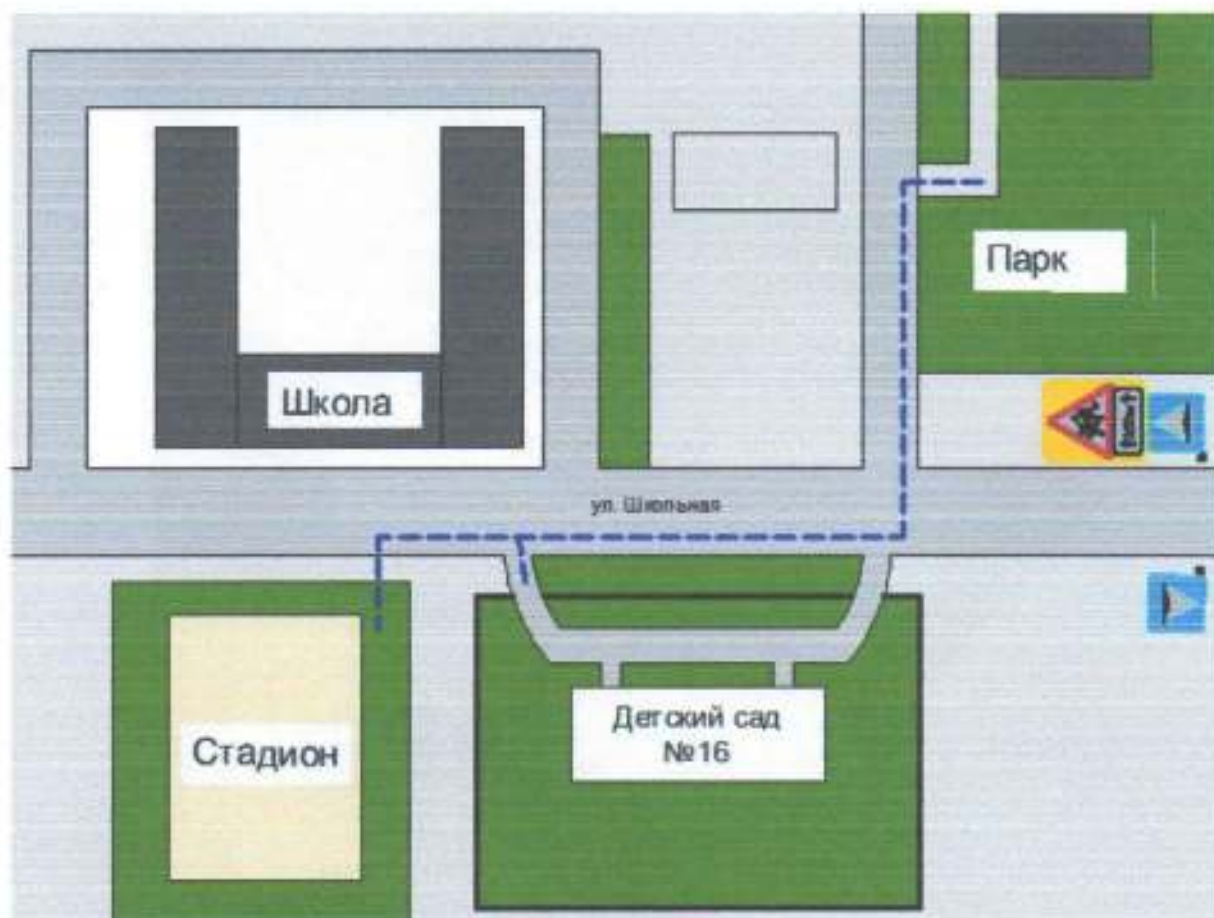 Парк
Школа
ул. Школьная
Детский сад
№16
Стадион